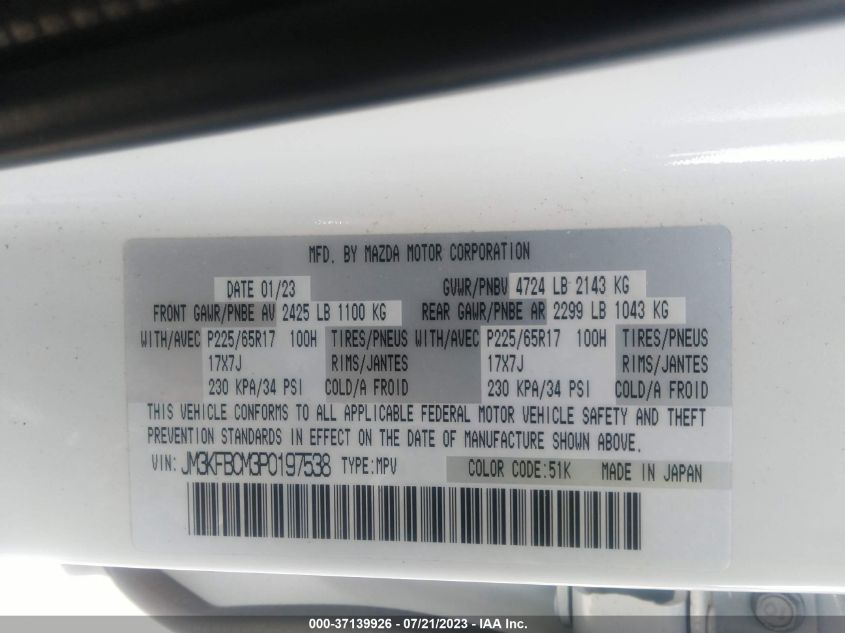 MFD. BY MAZDA MOTOR CORPORATION
DATE 01/23 GVWR/PNBV 4724 LB 2143 KG
FRONT GAWR/PNBE AV 2425 LB 1100 KG REAR GAWR/PNBE AR 2299 LB 1043 KG
WITH/AVEC P225/65R17 100H TIRES/PNEUS WITH/AVEC P225/65R17 100H TIRES/PNEUS
17X7J RIMS/JANTES 17X7J RIMS/JANTES
230 KPA/34 PSI COLD/A FROID 230 KPA/34 PSI COLD/A FROID
THIS VEHICLE CONFORMS TO ALL APPLICABLE FEDERAL MOTOR VEHICLE SAFETY AND THEFT
PREVENTION STANDARDS IN EFFECT ON THE DATE OF MANUFACTURE SHOWN ABOVE.
VIN: JM3KFBCM3P0197538 TYPE:MPV COLOR CODE:51K MADE IN JAPAN
000-37139926 - 07/21/2023 - IAA Inc.